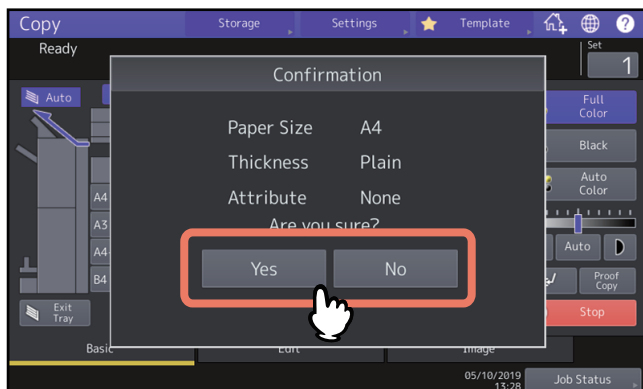 Copy
Storage
Settings
Template
?
Ready
Set
1
Confirmation
Auto
Paper Size A4
Thickness Plain
Attribute None
Are you sure?
Yes No
Full
Color
Black
Auto
Color
A4
A3
A4
B4
Auto
Proof
Copy
Exit
Tray
Stop
Basic
Edit
Image
05/10/2019
13:28
Job Status